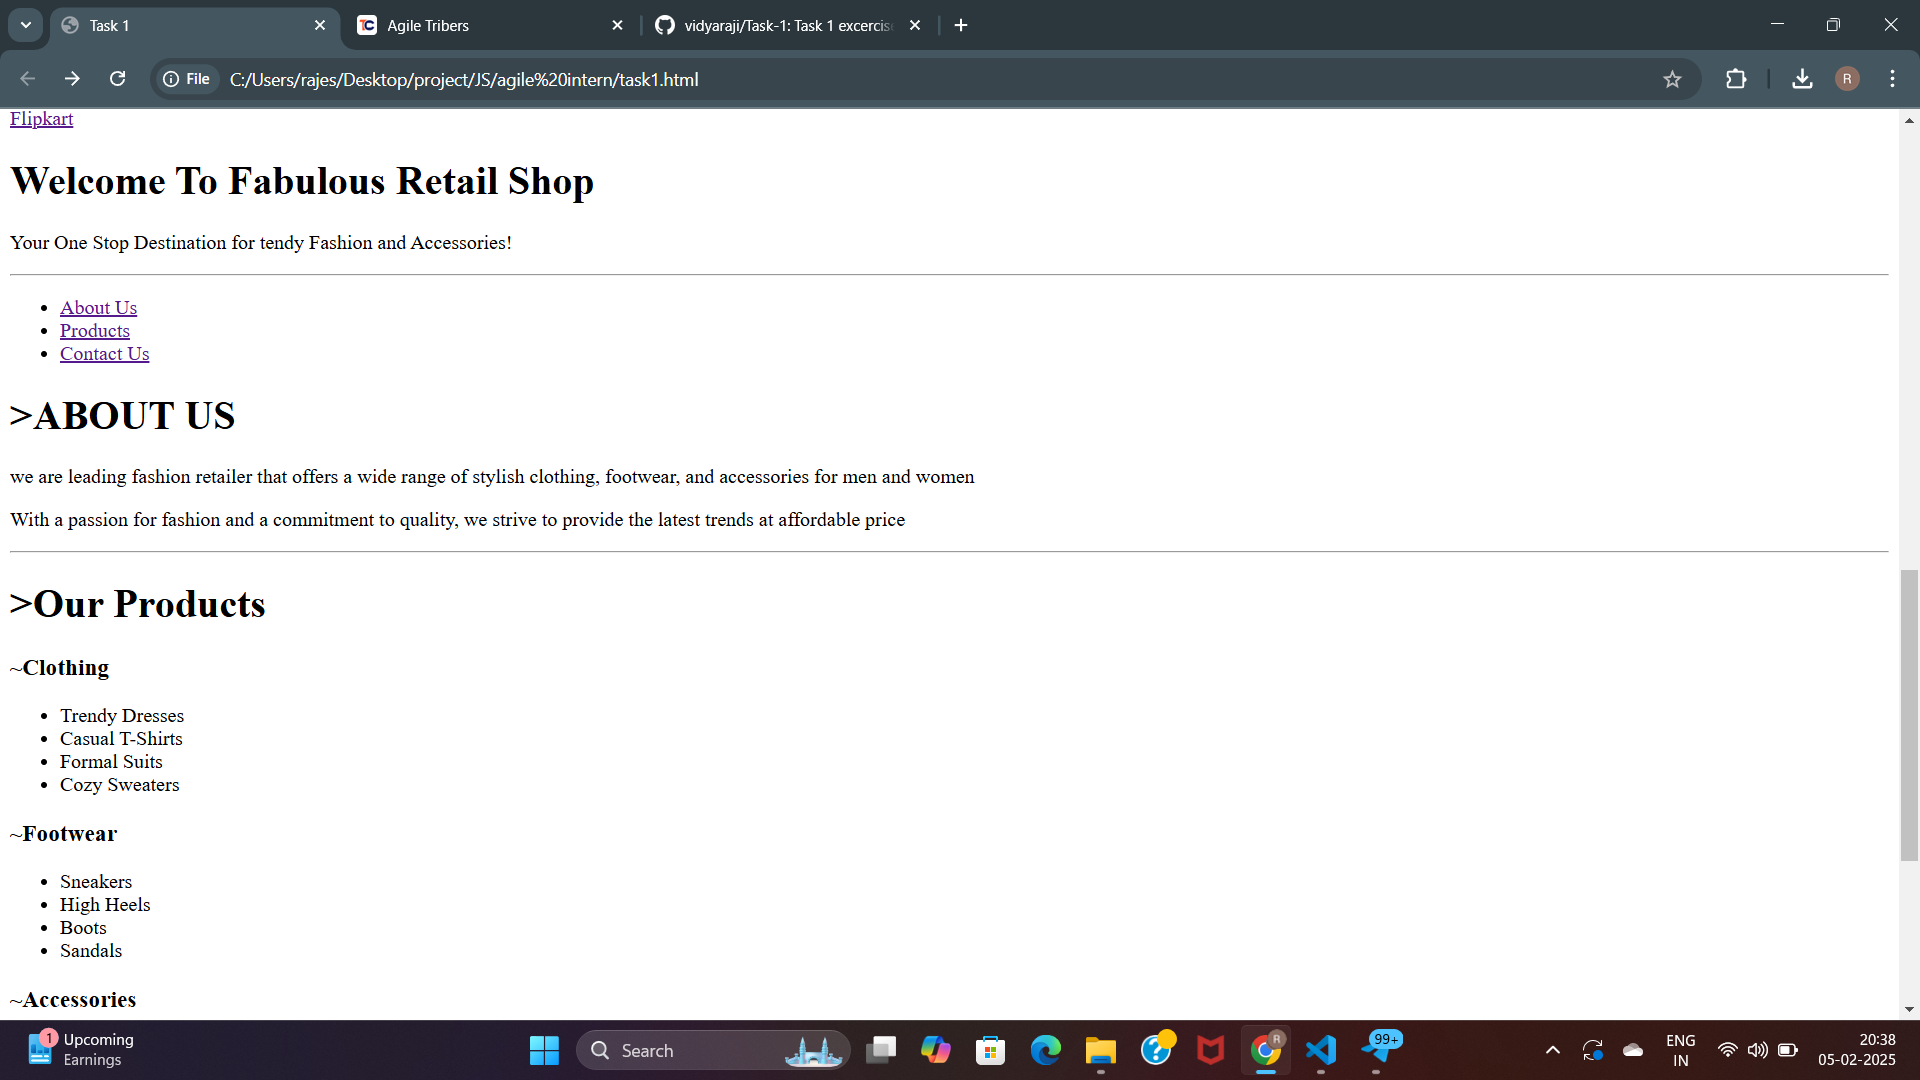 Task 1
Agile Tribers
vidyaraji/Task-1: Task 1 excercis
File
C:/Users/rajes/Desktop/project/JS/agile%20intern/task1.html
R
Flipkart
Welcome To Fabulous Retail Shop
Your One Stop Destination for tendy Fashion and Accessories!
• About Us
• Products
• Contact Us
>ABOUT US
we are leading fashion retailer that offers a wide range of stylish clothing, footwear, and accessories for men and women
With a passion for fashion and a commitment to quality, we strive to provide the latest trends at affordable price
>Our Products
~Clothing
• Trendy Dresses
• Casual T-Shirts
• Formal Suits
• Cozy Sweaters
~Footwear
• Sneakers
• High Heels
• Boots
• Sandals
~Accessories
1
Upcoming
Earnings
Search
R
99+
ENG
IN
20:38
05-02-2025